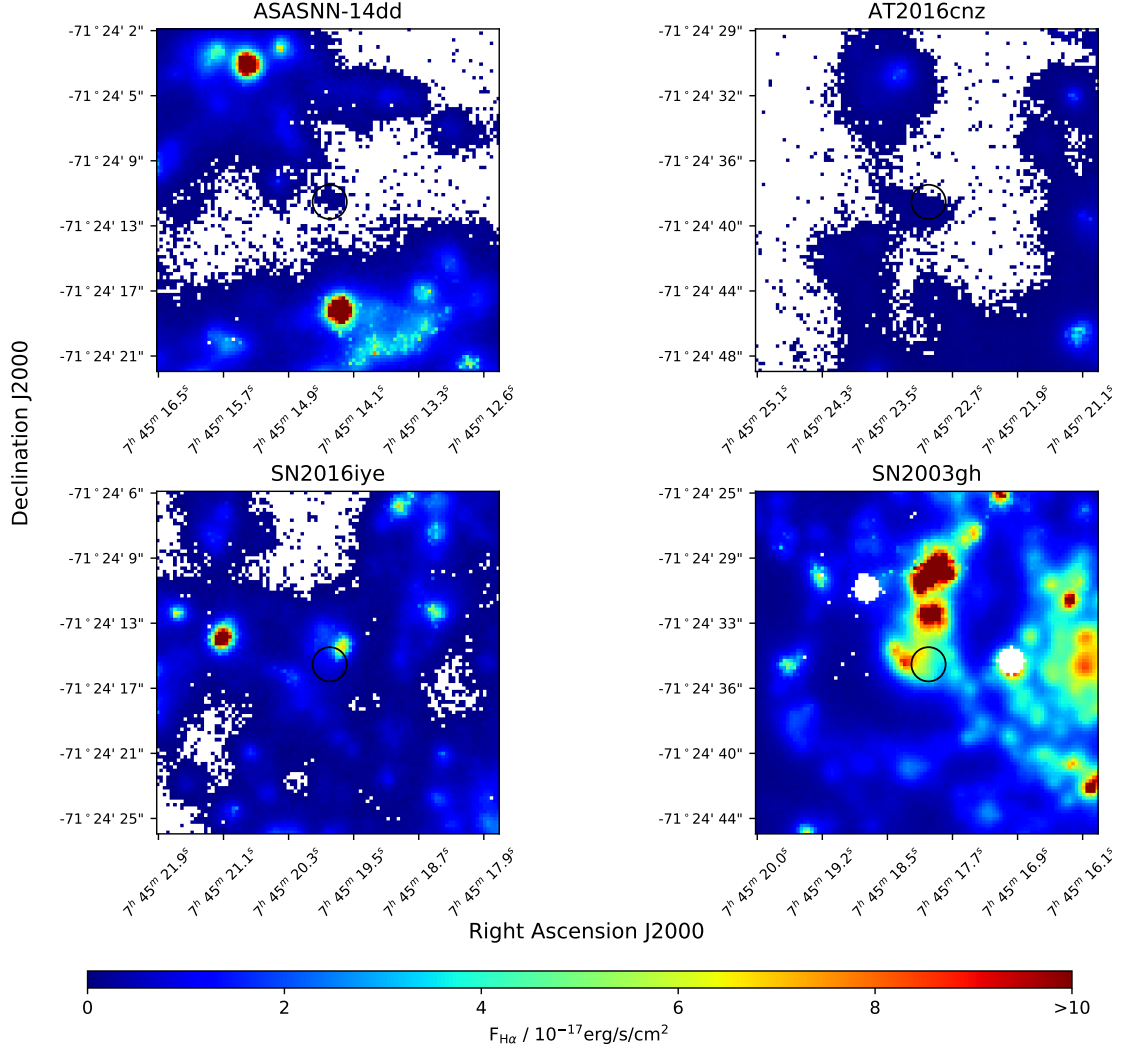 ASASNN-14dd
-71°24' 2"
-71°24' 5"
-71°24' 9"
-71°24' 13"
-71°24' 17"
-71°24' 21"
7ʰ 45ᵐ 16.5ˢ
7ʰ 45ᵐ 15.7ˢ
7ʰ 45ᵐ 14.9ˢ
7ʰ 45ᵐ 14.1ˢ
7ʰ 45ᵐ 13.3ˢ
7ʰ 45ᵐ 12.6ˢ
AT2016cnz
-71°24' 29"
-71°24' 32"
-71°24' 36"
-71°24' 40"
-71°24' 44"
-71°24' 48"
7ʰ 45ᵐ 25.1ˢ
7ʰ 45ᵐ 24.3ˢ
7ʰ 45ᵐ 23.5ˢ
7ʰ 45ᵐ 22.7ˢ
7ʰ 45ᵐ 21.9ˢ
7ʰ 45ᵐ 21.1ˢ
Declination J2000
SN2016iye
-71°24' 6"
-71°24' 9"
-71°24' 13"
-71°24' 17"
-71°24' 21"
-71°24' 25"
7ʰ 45ᵐ 21.9ˢ
7ʰ 45ᵐ 21.1ˢ
7ʰ 45ᵐ 20.3ˢ
7ʰ 45ᵐ 19.5ˢ
7ʰ 45ᵐ 18.7ˢ
7ʰ 45ᵐ 17.9ˢ
SN2003gh
-71°24' 25"
-71°24' 29"
-71°24' 33"
-71°24' 36"
-71°24' 40"
-71°24' 44"
7ʰ 45ᵐ 20.0ˢ
7ʰ 45ᵐ 19.2ˢ
7ʰ 45ᵐ 18.5ˢ
7ʰ 45ᵐ 17.7ˢ
7ʰ 45ᵐ 16.9ˢ
7ʰ 45ᵐ 16.1ˢ
Right Ascension J2000
0 2 4 6 8 >10
F_Hα / 10⁻¹⁷erg/s/cm²